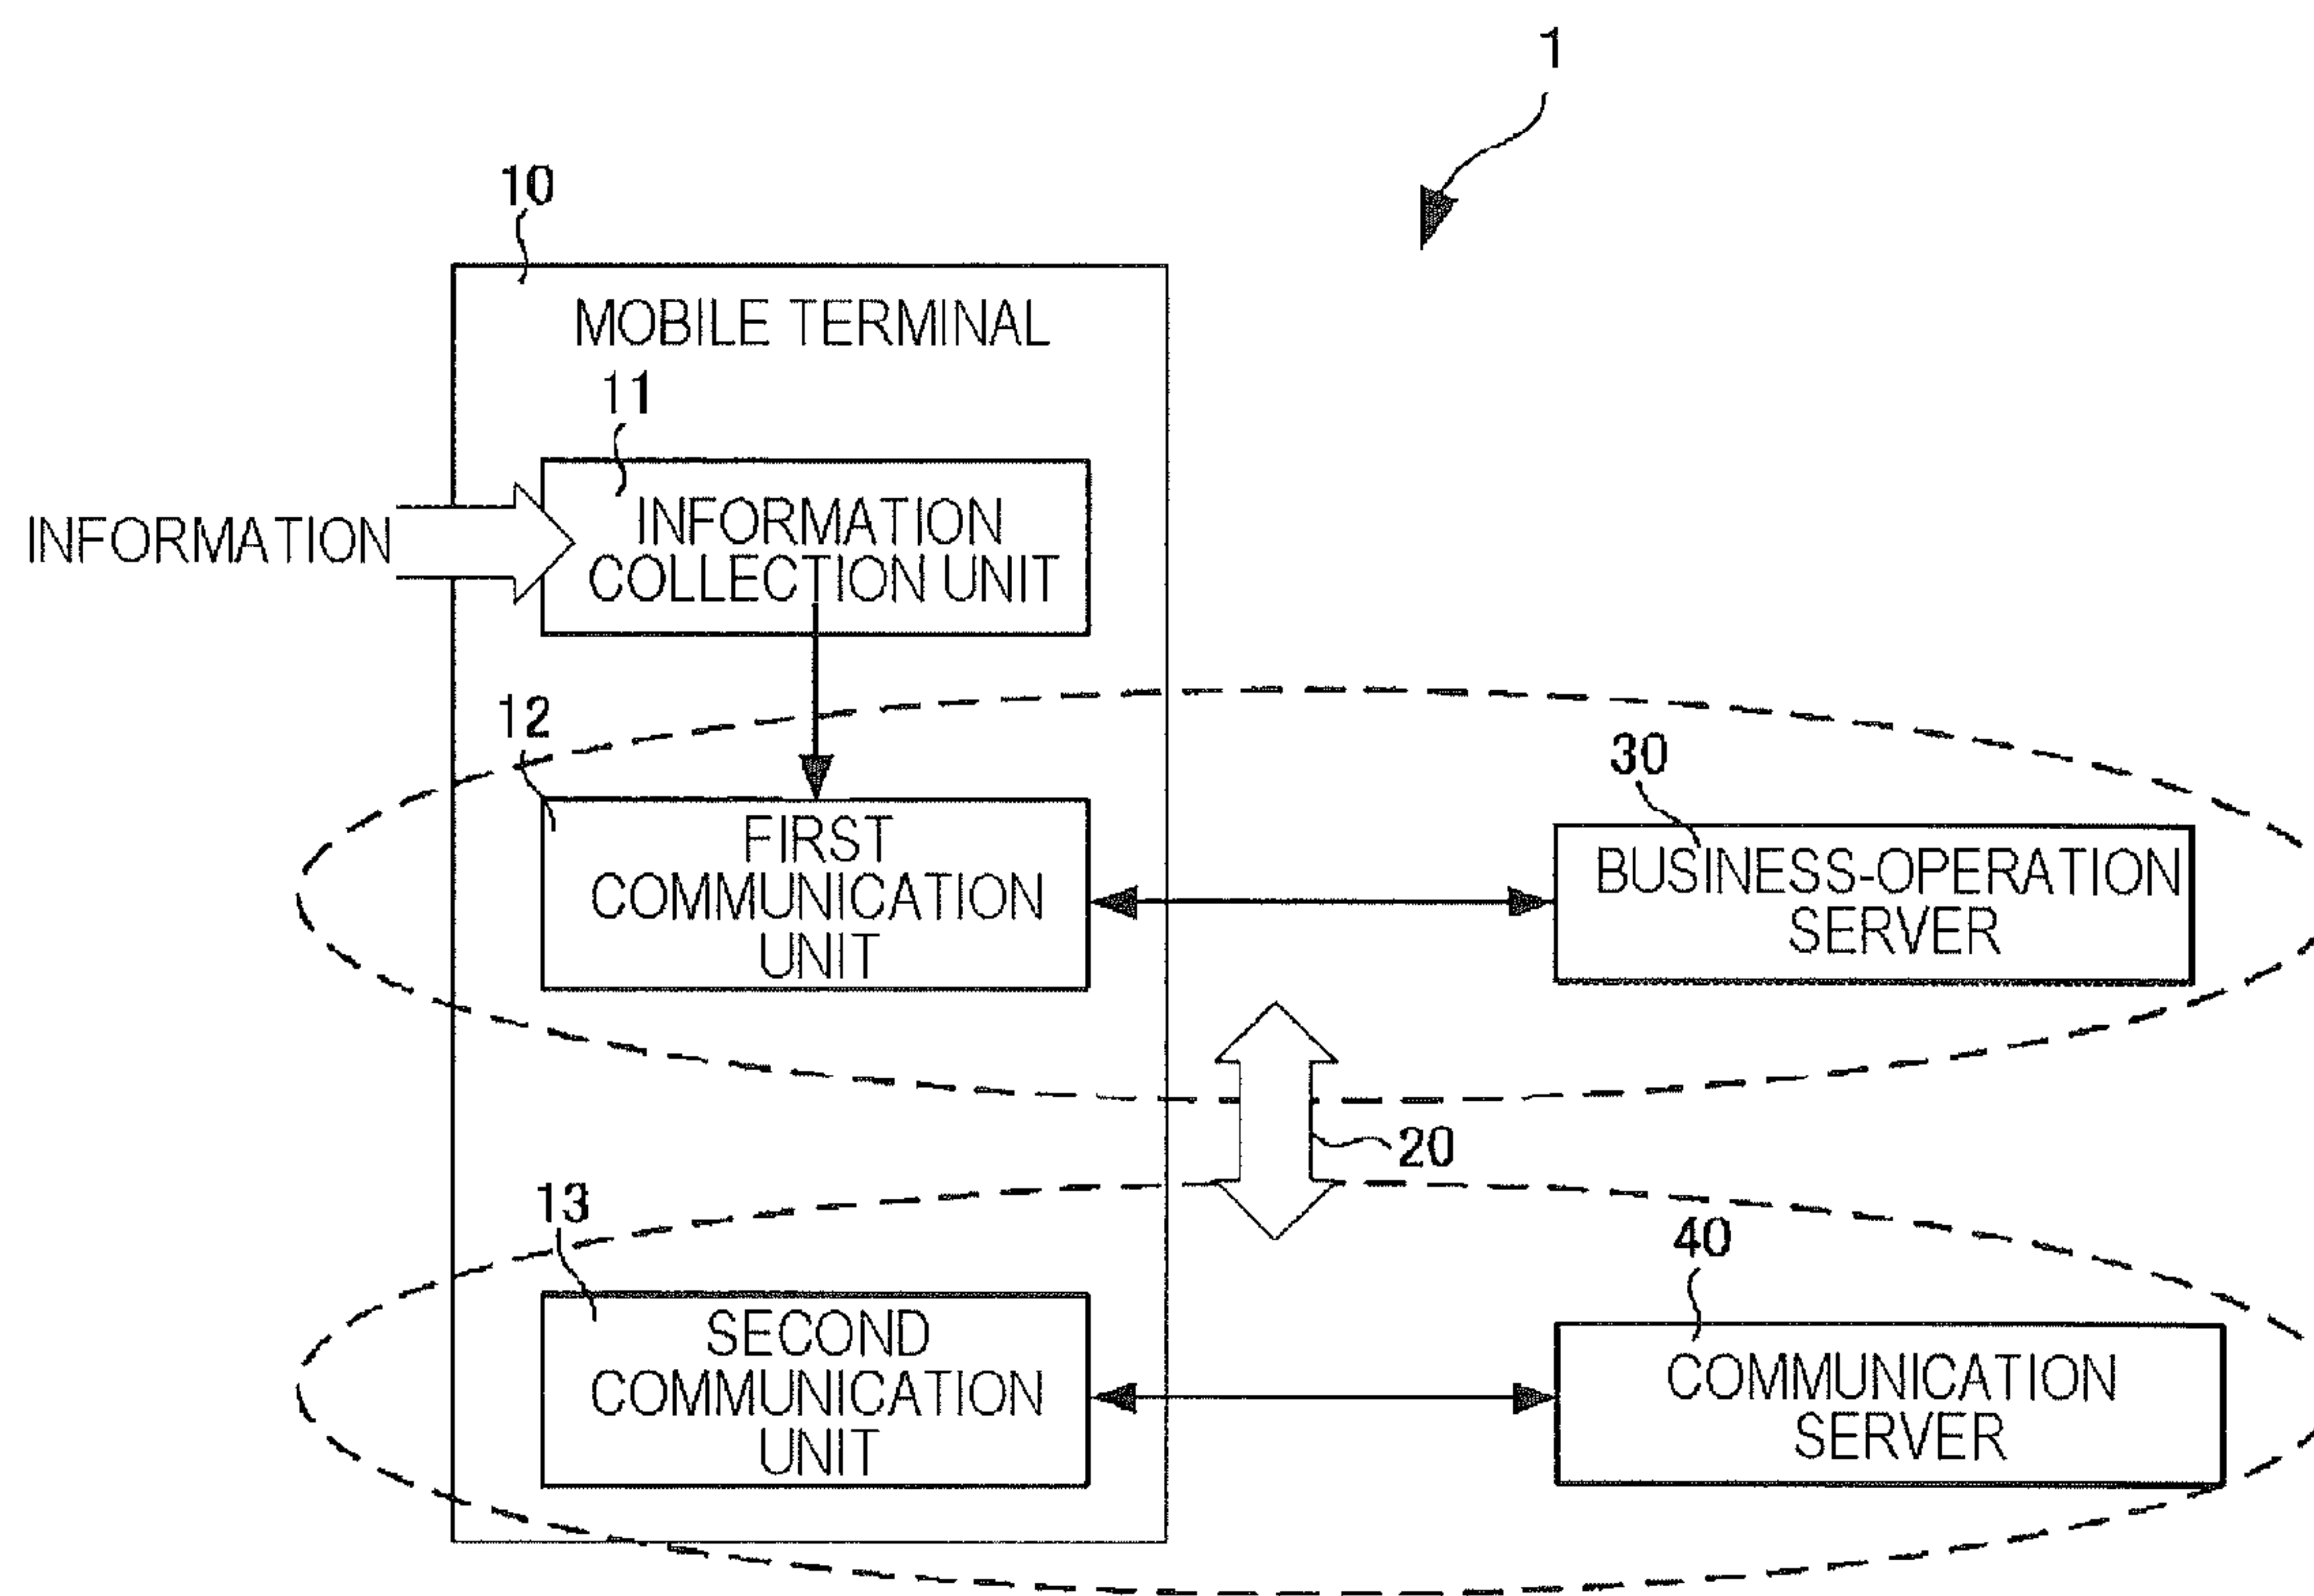 1
10
MOBILE TERMINAL
11
INFORMATION
INFORMATION
COLLECTION UNIT
12
FIRST
COMMUNICATION
UNIT
30
BUSINESS-OPERATION
SERVER
20
13
SECOND
COMMUNICATION
UNIT
40
COMMUNICATION
SERVER